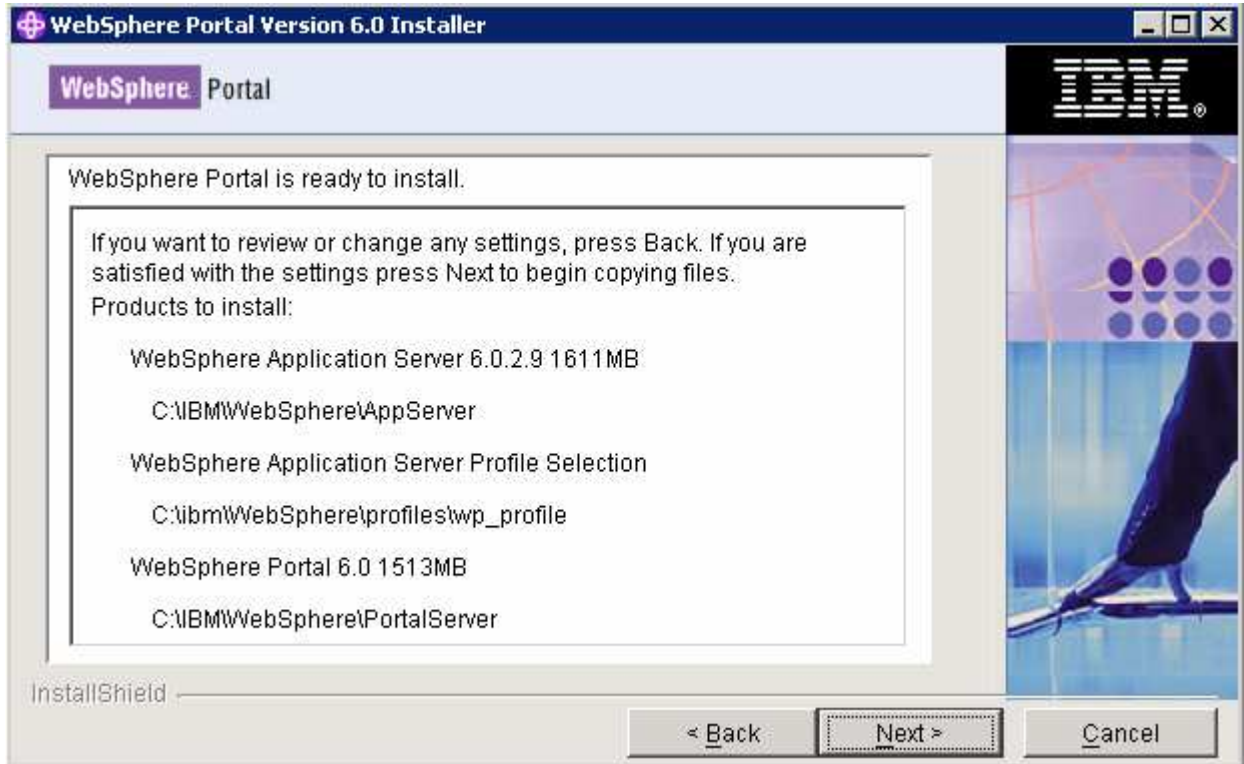 WebSphere Portal Version 6.0 Installer
WebSphere Portal
IBM®
WebSphere Portal is ready to install.
If you want to review or change any settings, press Back. If you are
satisfied with the settings press Next to begin copying files.
Products to install:
WebSphere Application Server 6.0.2.9 1611MB
C:\IBM\WebSphere\AppServer
WebSphere Application Server Profile Selection
C:\ibm\WebSphere\profiles\wp_profile
WebSphere Portal 6.0 1513MB
C:\IBM\WebSphere\PortalServer
InstallShield
< Back
Next >
Cancel